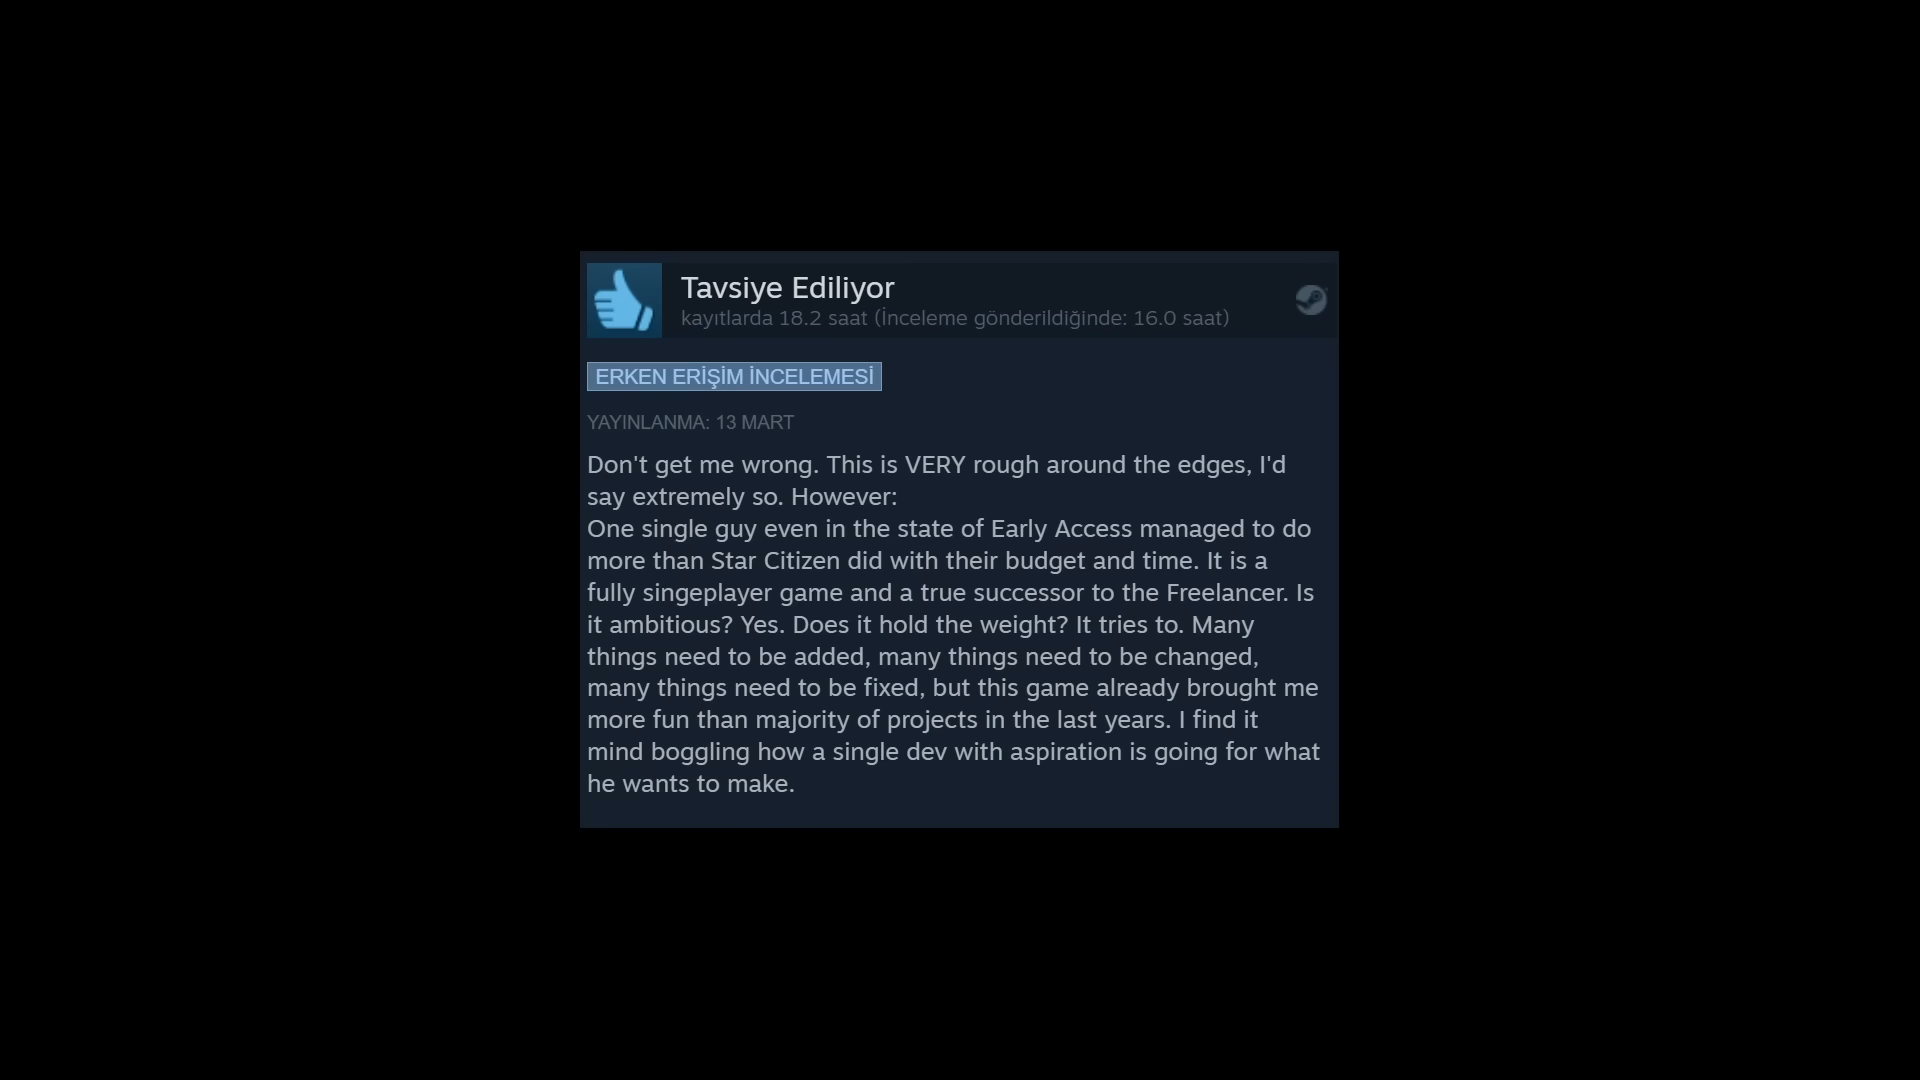 Tavsiye Ediliyor
kayıtlarda 18.2 saat (İnceleme gönderildiğinde: 16.0 saat)
ERKEN ERİŞİM İNCELEMESİ
YAYINLANMA: 13 MART
Don't get me wrong. This is VERY rough around the edges, I'd
say extremely so. However:
One single guy even in the state of Early Access managed to do
more than Star Citizen did with their budget and time. It is a
fully singeplayer game and a true successor to the Freelancer. Is
it ambitious? Yes. Does it hold the weight? It tries to. Many
things need to be added, many things need to be changed,
many things need to be fixed, but this game already brought me
more fun than majority of projects in the last years. I find it
mind boggling how a single dev with aspiration is going for what
he wants to make.